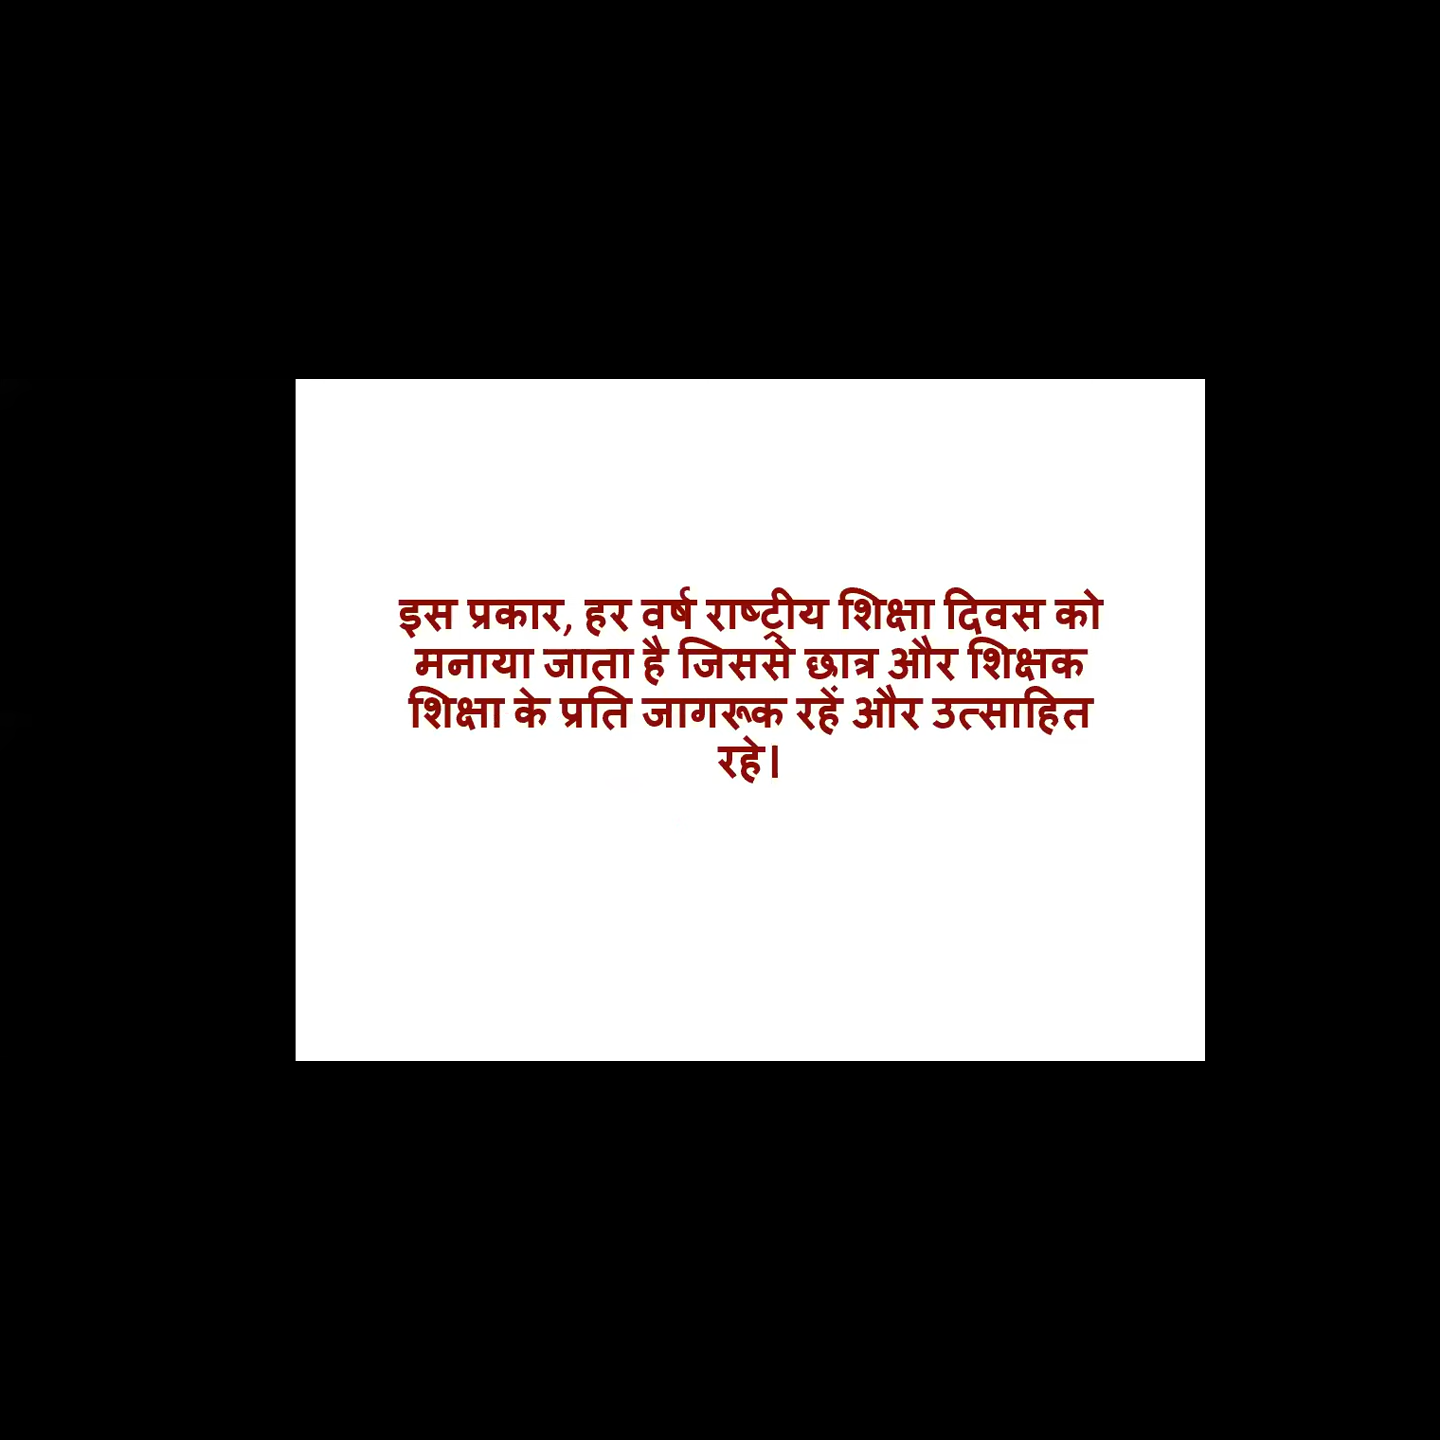 इस प्रकार, हर वर्ष राष्ट्रीय शिक्षा दिवस को
मनाया जाता है जिससे छात्र और शिक्षक
शिक्षा के प्रति जागरूक रहें और उत्साहित
रहे।